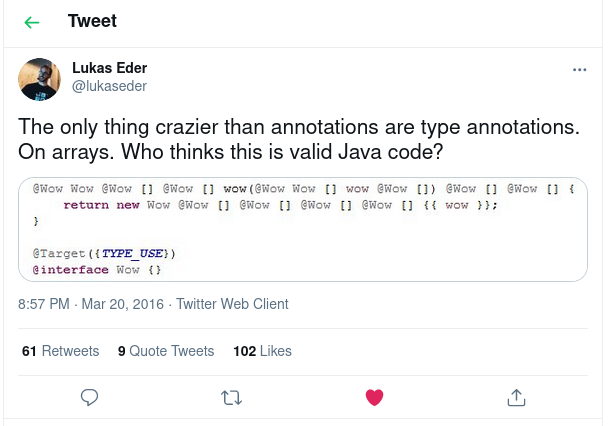 Tweet
Lukas Eder
@lukaseder
The only thing crazier than annotations are type annotations.
On arrays. Who thinks this is valid Java code?
@Wow Wow @Wow [] @Wow [] wow(@Wow Wow [] wow @Wow []) @Wow [] @Wow [] {
return new Wow @Wow [] @Wow [] @Wow [] @Wow [] {{ wow }};
}
@Target({TYPE_USE})
@interface Wow {}
8:57 PM · Mar 20, 2016 · Twitter Web Client
61 Retweets 9 Quote Tweets 102 Likes